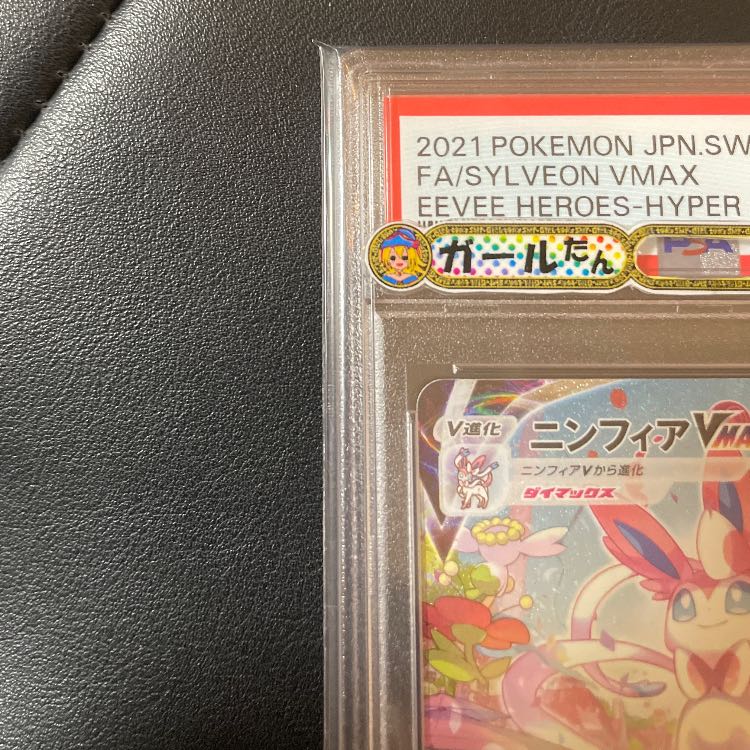 2021 POKEMON JPN.SW
FA/SYLVEON VMAX
EEVEE HEROES-HYPER
ガールたん
PSA
V進化
ニンフィアVMA
ニンフィアVから進化
ダイマックス